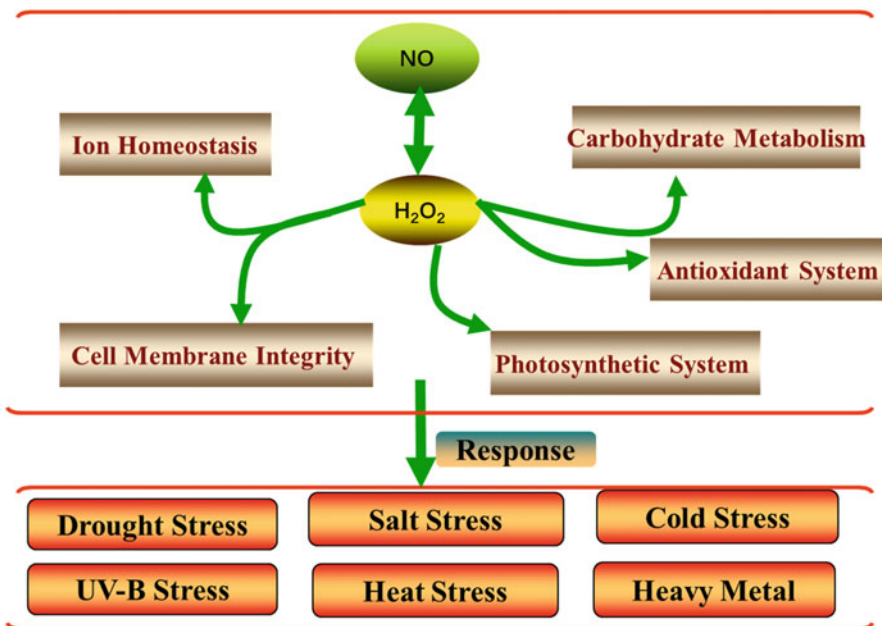 NO
Ion Homeostasis
Carbohydrate Metabolism
H₂O₂
Antioxidant System
Cell Membrane Integrity
Photosynthetic System
Response
Drought Stress
Salt Stress
Cold Stress
UV-B Stress
Heat Stress
Heavy Metal